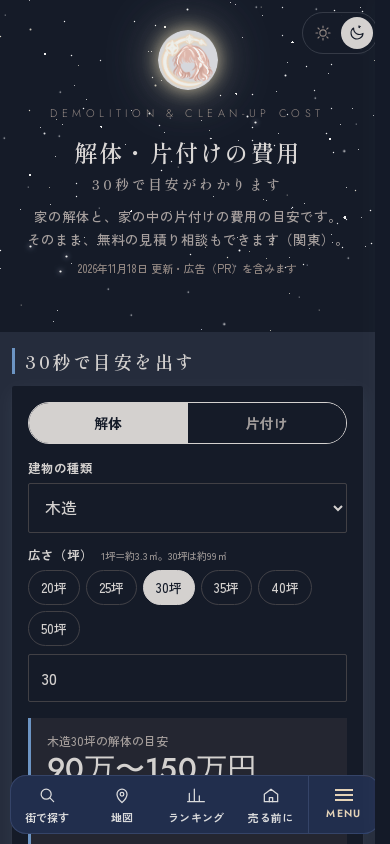 DEMOLITION & CLEAN-UP COST
解体・片付けの費用
30秒で目安がわかります
家の解体と、家の中の片付けの費用の目安です。
そのまま、無料の見積り相談もできます（関東）。
2026年11月18日 更新・広告（PR）を含みます
30秒で目安を出す
解体 片付け
建物の種類
木造
広さ（坪） 1坪＝約3.3㎡。30坪は約99㎡
20坪 25坪 30坪 35坪 40坪
50坪
30
木造30坪の解体の目安
90万〜150万円
街で探す 地図 ランキング 売る前に MENU